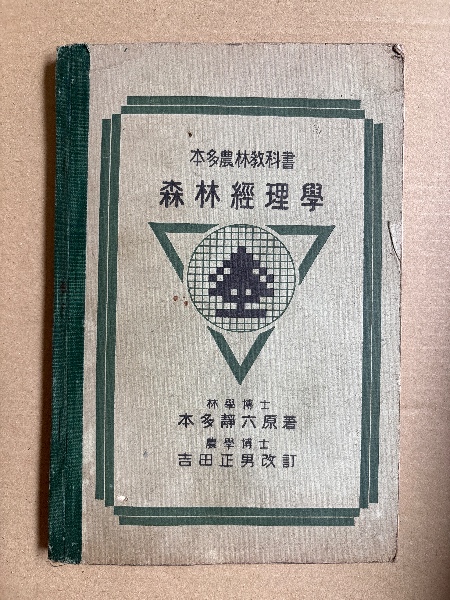 本多農林敎科書
森林經理學
林學博士
本多靜六原著
農學博士
吉田正男改訂